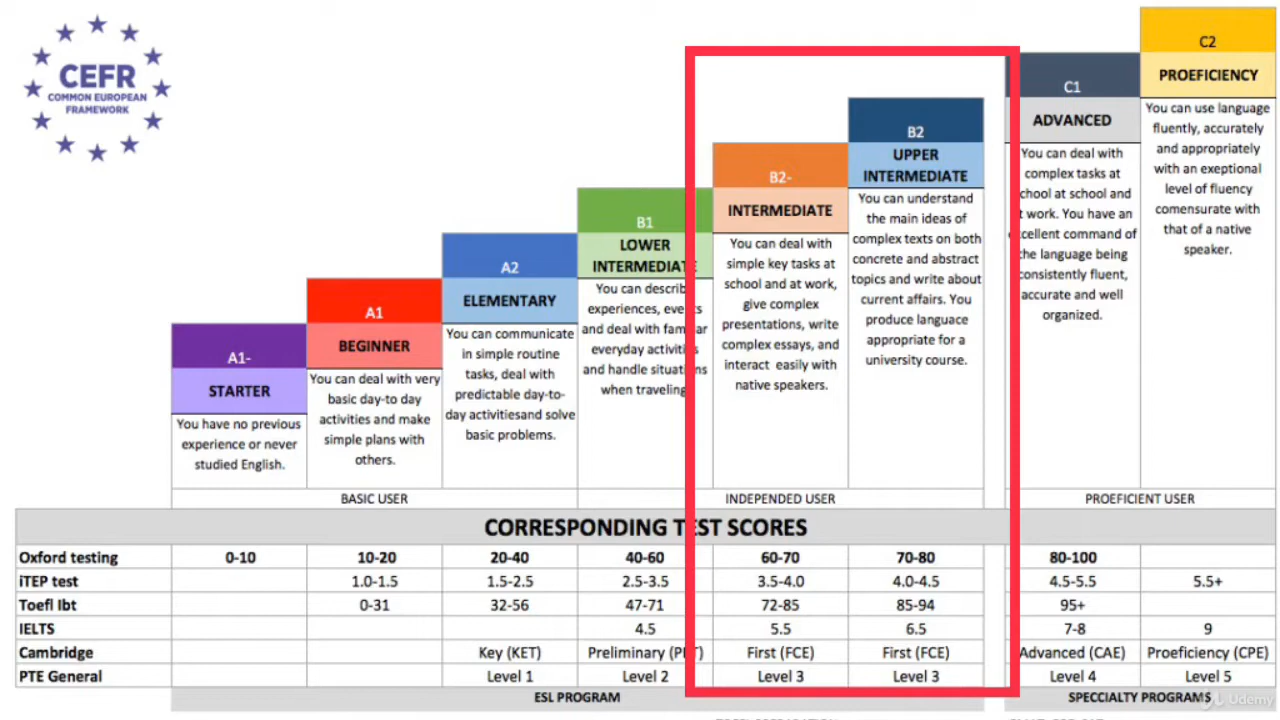 CEFR
COMMON EUROPEAN
FRAMEWORK
A1-
STARTER
You have no previous
experience or never
studied English.
A1
BEGINNER
You can deal with very
basic day-to day
activities and make
simple plans with
others.
A2
ELEMENTARY
You can communicate
in simple routine
tasks, deal with
predictable day-to-
day activitiesand solve
basic problems.
B1
LOWER
INTERMEDIATE
You can describ
experiences, eve ts
and deal with fam ar
everyday activiti s
and handle situati ns
when traveling
B2-
INTERMEDIATE
You can deal with
simple key tasks at
school and at work,
give complex
presentations, write
complex essays, and
interact easily with
native speakers.
B2
UPPER
INTERMEDIATE
You can understand
the main ideas of
complex texts on both
concrete and abstract
topics and write about
current affairs. You
produce languace
appropriate for a
university course.
C1
ADVANCED
You can deal with
complex tasks at
chool at school and
t work. You have an
cellent command of
the language being
consistently fluent,
accurate and well
organized.
C2
PROEFICIENCY
You can use language
fluently, accurately
and appropriately
with an exeptional
level of fluency
comensurate with
that of a native
speaker.
BASIC USER INDEPENDED USER PROEFICIENT USER
CORRESPONDING TEST SCORES
Oxford testing 0-10 10-20 20-40 40-60 60-70 70-80 80-100
iTEP test 1.0-1.5 1.5-2.5 2.5-3.5 3.5-4.0 4.0-4.5 4.5-5.5 5.5+
Toefl Ibt 0-31 32-56 47-71 72-85 85-94 95+
IELTS 4.5 5.5 6.5 7-8 9
Cambridge Key (KET) Preliminary (P T) First (FCE) First (FCE) Advanced (CAE) Proeficiency (CPE)
PTE General Level 1 Level 2 Level 3 Level 3 Level 4 Level 5
ESL PROGRAM SPECCIALTY PROGRAMS
Udemy